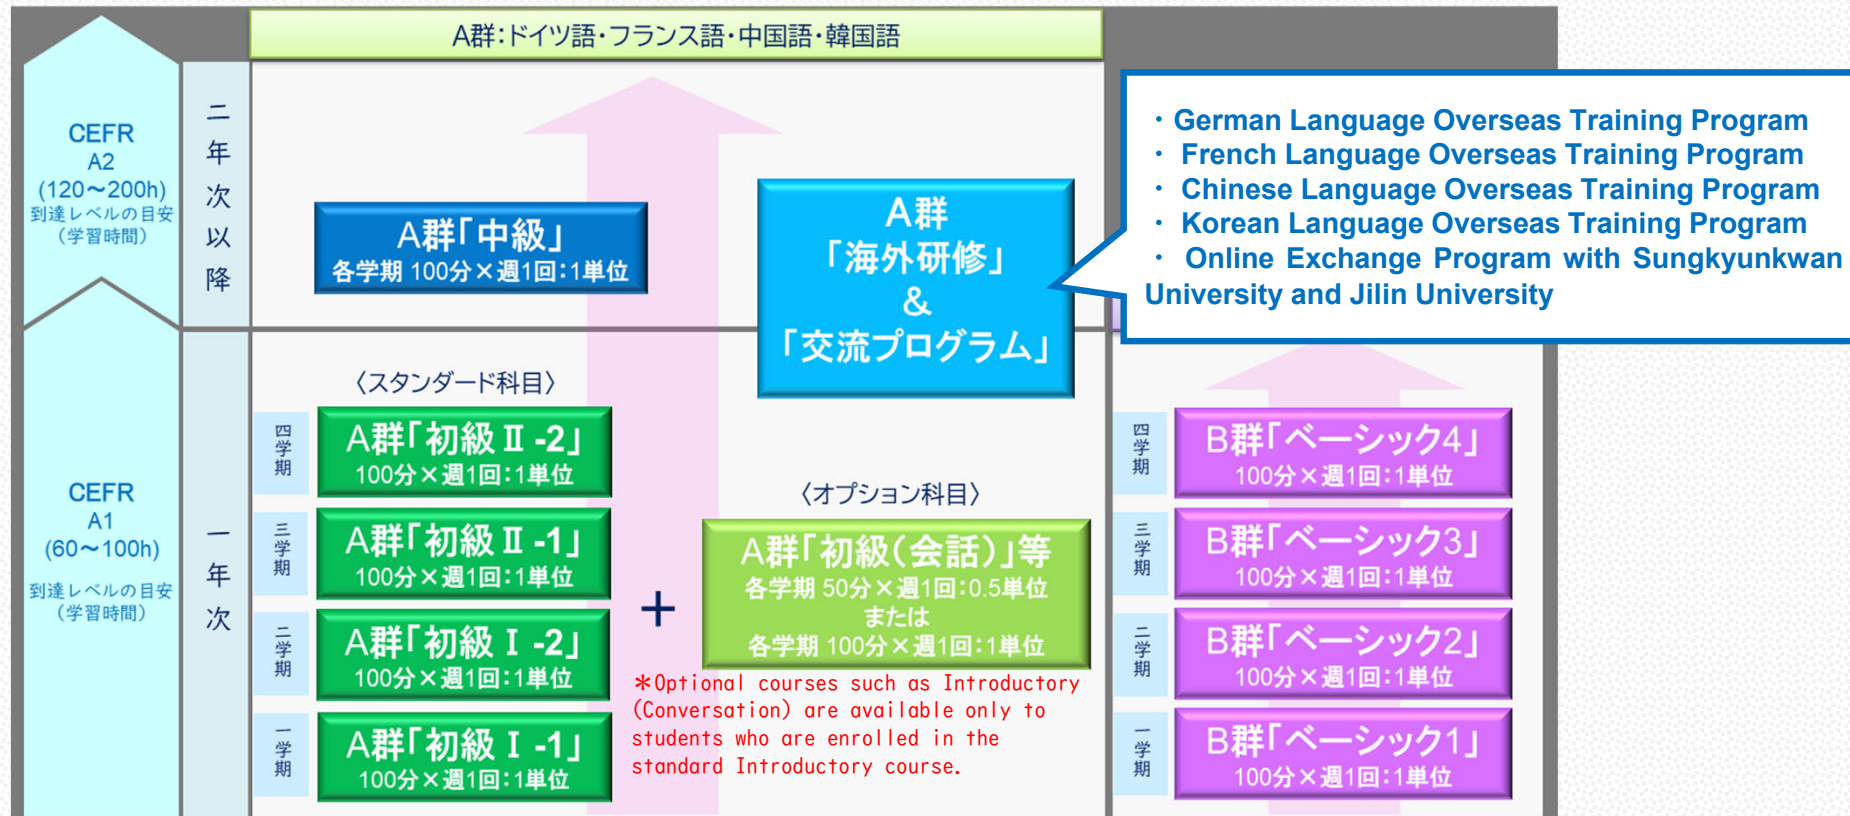 A群：ドイツ語・フランス語・中国語・韓国語
CEFR
A2
(120～200h)
到達レベルの目安
（学習時間）
二年次以降
A群「中級」
各学期 100分×週1回：1単位
A群
「海外研修」
&
「交流プログラム」
・German Language Overseas Training Program
・ French Language Overseas Training Program
・ Chinese Language Overseas Training Program
・ Korean Language Overseas Training Program
・ Online Exchange Program with Sungkyunkwan
University and Jilin University
CEFR
A1
(60～100h)
到達レベルの目安
（学習時間）
一年次
〈スタンダード科目〉
四学期
A群「初級Ⅱ-2」
100分×週1回：1単位
三学期
A群「初級Ⅱ-1」
100分×週1回：1単位
二学期
A群「初級Ⅰ-2」
100分×週1回：1単位
一学期
A群「初級Ⅰ-1」
100分×週1回：1単位
＋
〈オプション科目〉
A群「初級（会話）」等
各学期 50分×週1回：0.5単位
または
各学期 100分×週1回：1単位
＊Optional courses such as Introductory
(Conversation) are available only to
students who are enrolled in the
standard Introductory course.
四学期
B群「ベーシック4」
100分×週1回：1単位
三学期
B群「ベーシック3」
100分×週1回：1単位
二学期
B群「ベーシック2」
100分×週1回：1単位
一学期
B群「ベーシック1」
100分×週1回：1単位